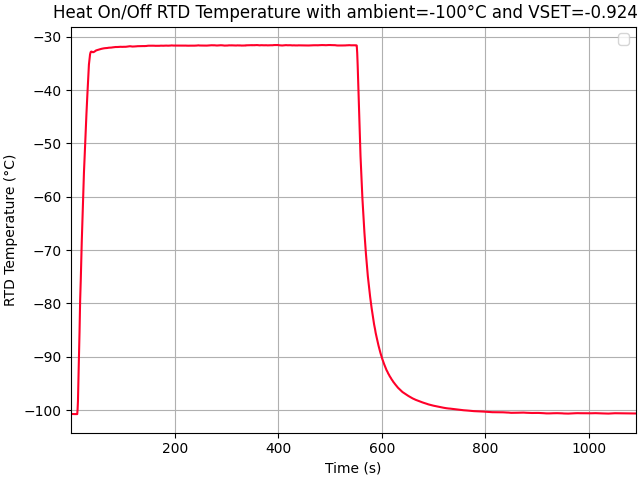 Heat On/Off RTD Temperature with ambient=-100°C and VSET=-0.924
−30
−40
−50
−60
−70
−80
−90
−100
RTD Temperature (°C)
200 400 600 800 1000
Time (s)